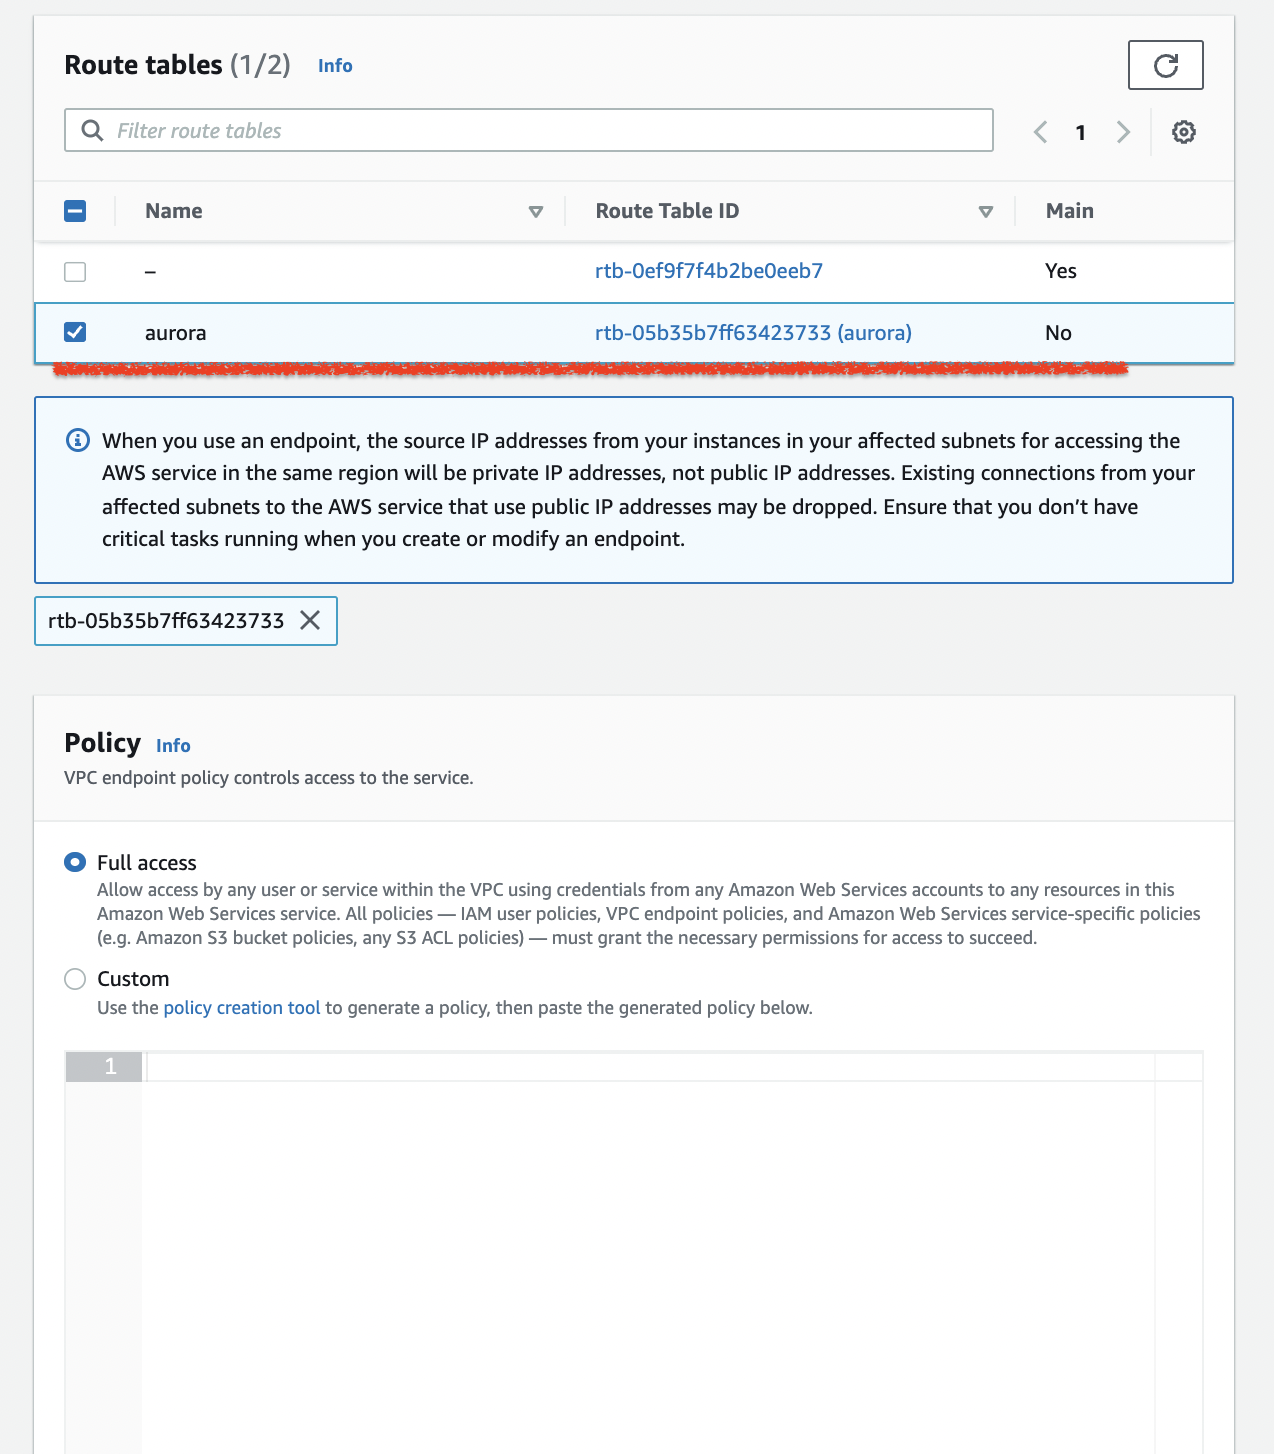 Route tables (1/2) Info
Filter route tables
1
Name Route Table ID Main
– rtb-0ef9f7f4b2be0eeb7 Yes
aurora rtb-05b35b7ff63423733 (aurora) No
When you use an endpoint, the source IP addresses from your instances in your affected subnets for accessing the
AWS service in the same region will be private IP addresses, not public IP addresses. Existing connections from your
affected subnets to the AWS service that use public IP addresses may be dropped. Ensure that you don’t have
critical tasks running when you create or modify an endpoint.
rtb-05b35b7ff63423733
Policy Info
VPC endpoint policy controls access to the service.
Full access
Allow access by any user or service within the VPC using credentials from any Amazon Web Services accounts to any resources in this
Amazon Web Services service. All policies — IAM user policies, VPC endpoint policies, and Amazon Web Services service-specific policies
(e.g. Amazon S3 bucket policies, any S3 ACL policies) — must grant the necessary permissions for access to succeed.
Custom
Use the policy creation tool to generate a policy, then paste the generated policy below.
1